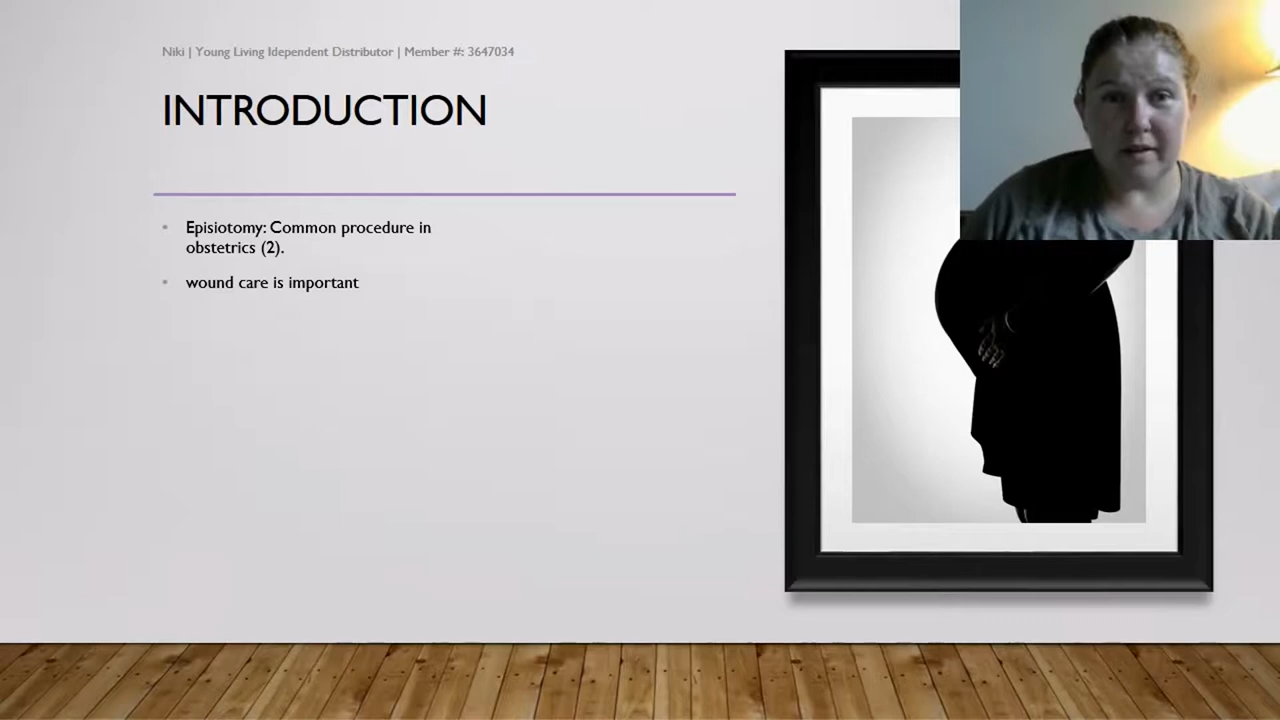 Niki | Young Living Idependent Distributor | Member #: 3647034
INTRODUCTION
Episiotomy: Common procedure in
obstetrics (2).
wound care is important